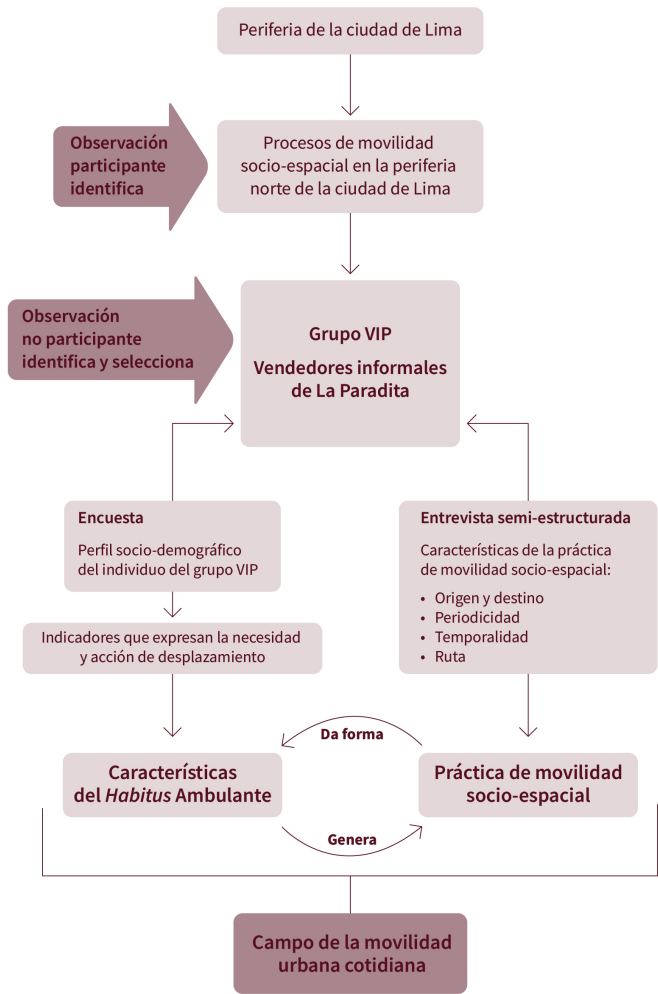 Periferia de la ciudad de Lima
Observación
participante
identifica
Procesos de movilidad
socio-espacial en la periferia
norte de la ciudad de Lima
Observación
no participante
identifica y selecciona
Grupo VIP
Vendedores informales
de La Paradita
Encuesta
Perfil socio-demográfico
del individuo del grupo VIP
Indicadores que expresan la necesidad
y acción de desplazamiento
Entrevista semi-estructurada
Características de la práctica
de movilidad socio-espacial:
• Origen y destino
• Periodicidad
• Temporalidad
• Ruta
Da forma
Características
del Habitus Ambulante
Práctica de movilidad
socio-espacial
Genera
Campo de la movilidad
urbana cotidiana